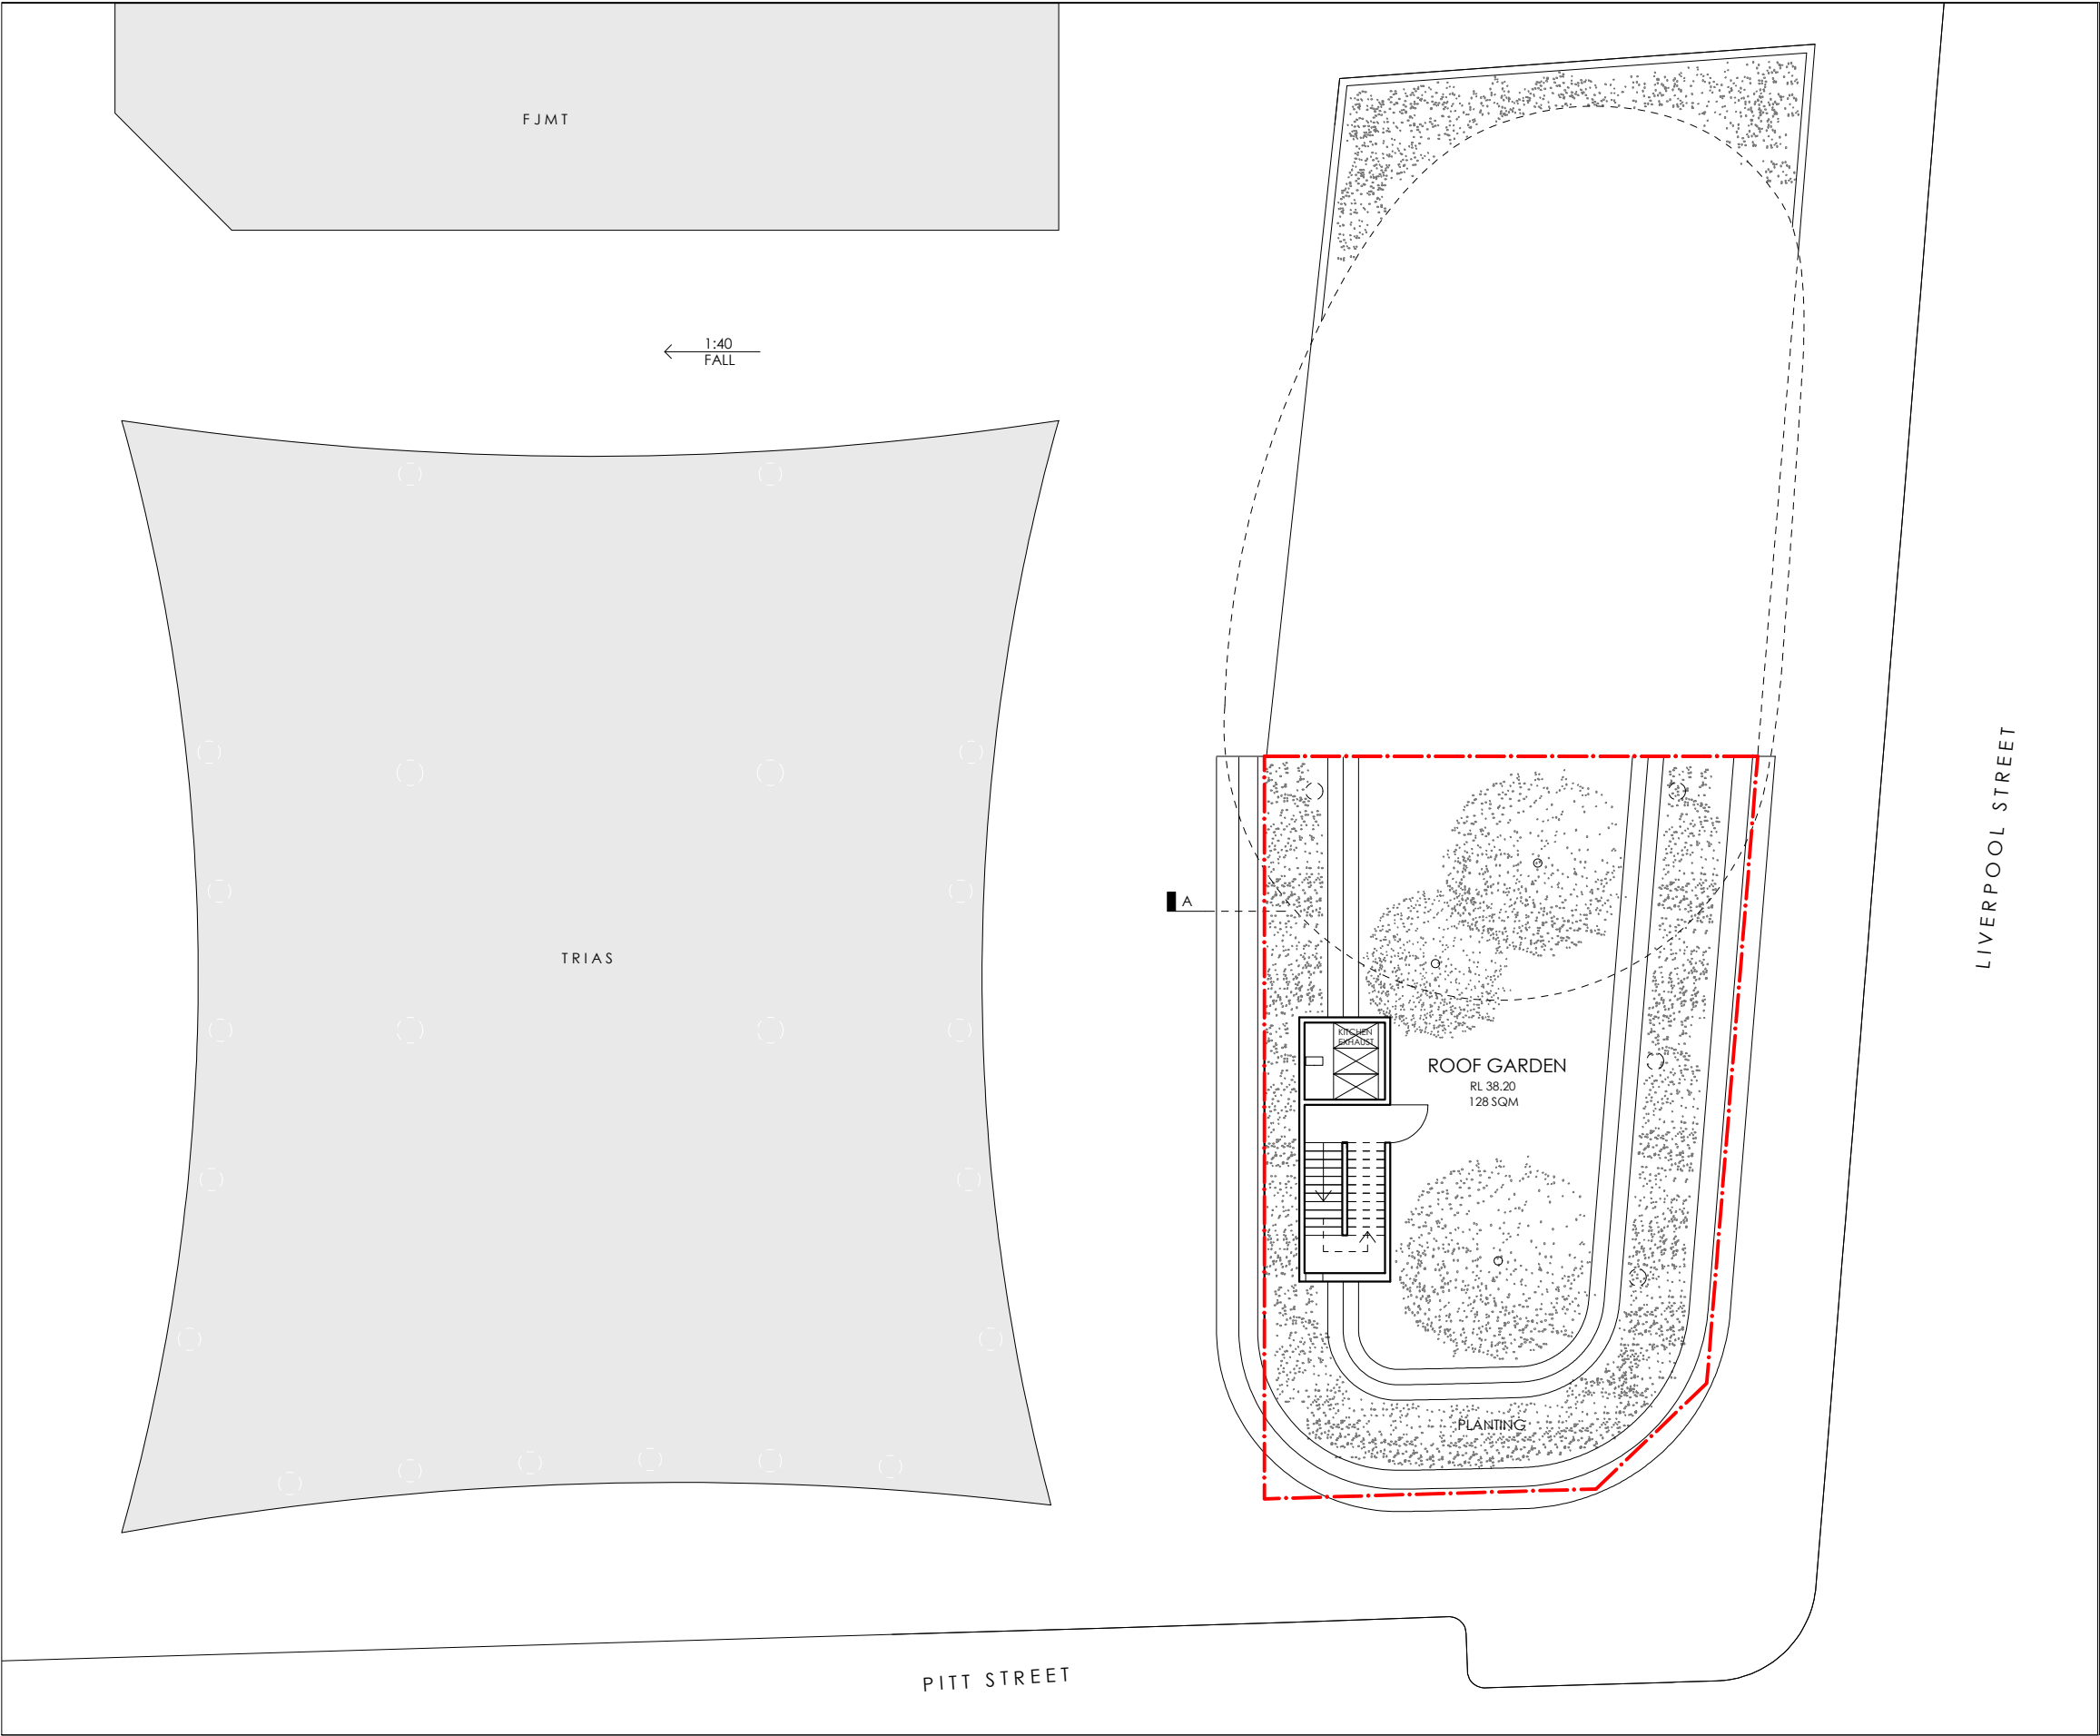 FJMT
1:40
FALL
LIVERPOOL STREET
A
TRIAS
KITCHEN
EXHAUST
ROOF GARDEN
RL 38.20
128 SQM
PLANTING
PITT STREET